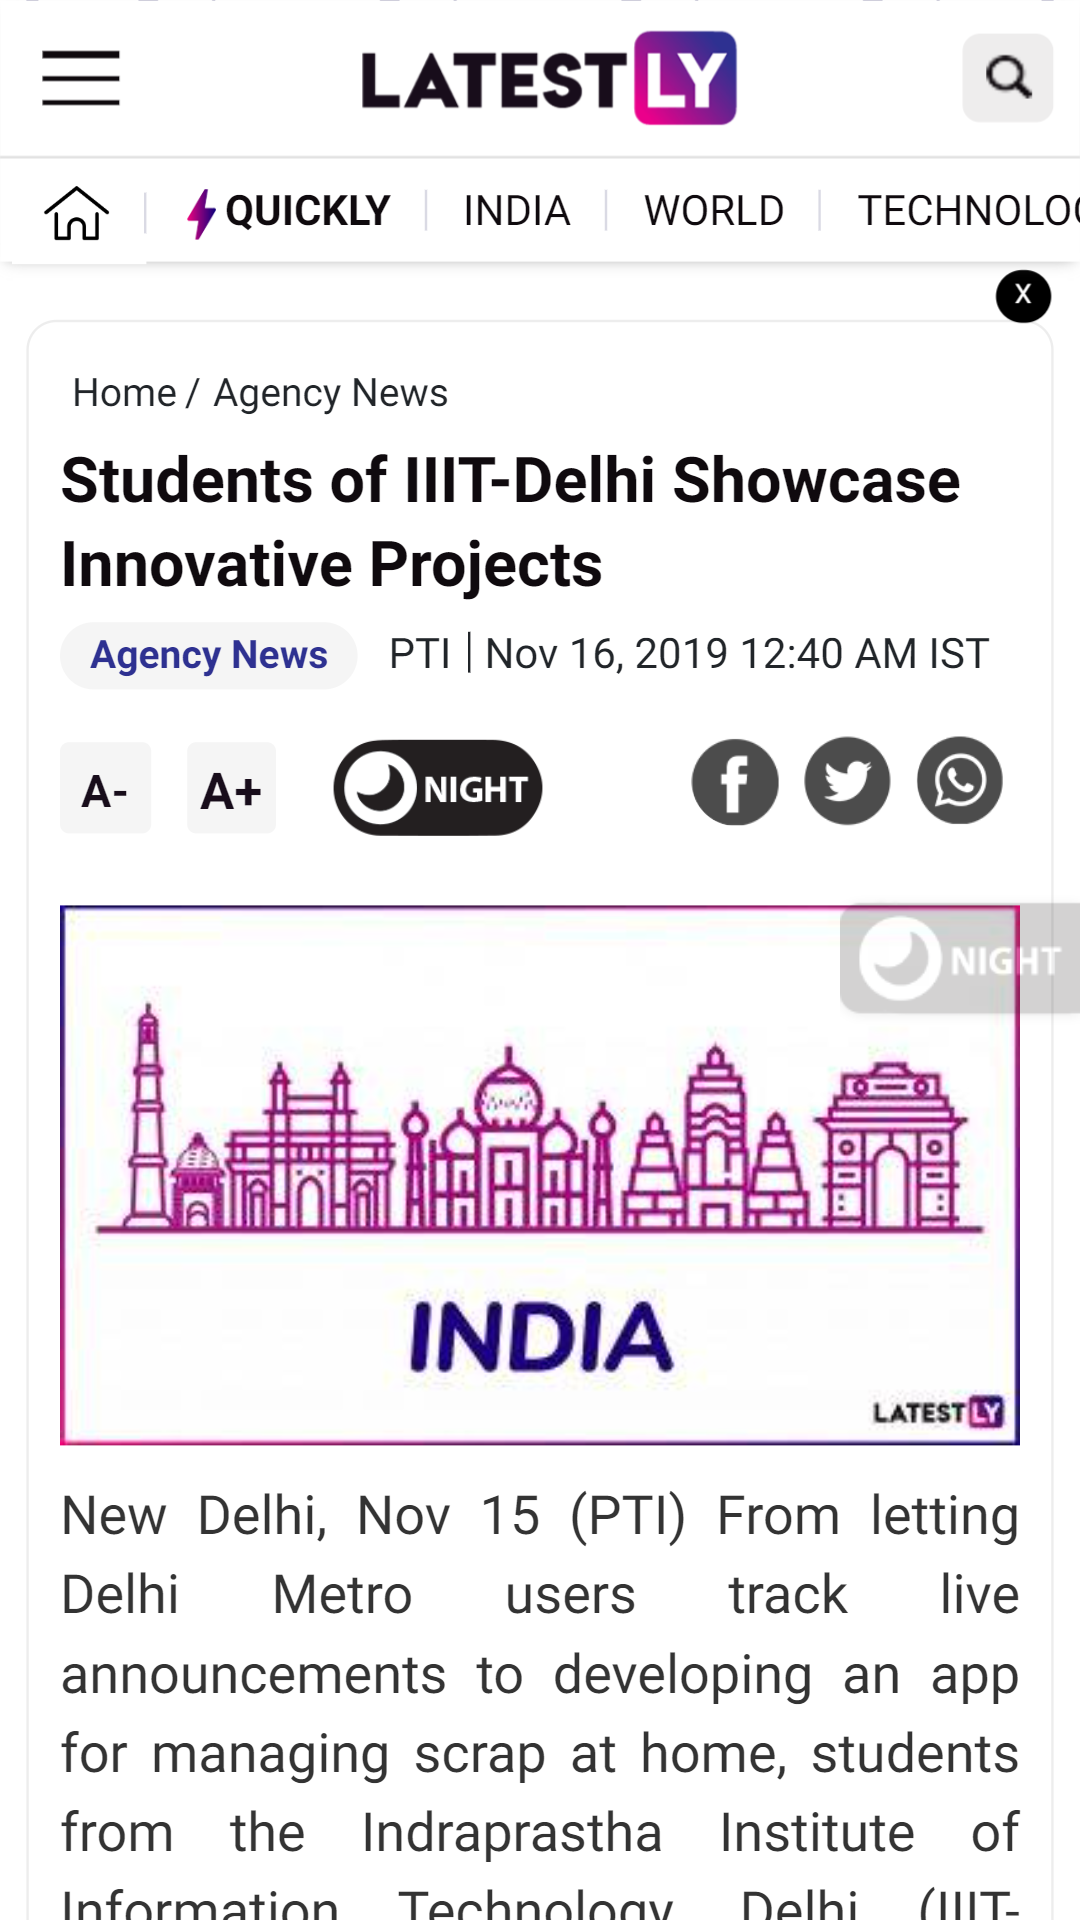 LATESTLY
QUICKLY INDIA WORLD TECHNOLOG
X
Home / Agency News
Students of IIIT-Delhi Showcase
Innovative Projects
Agency News PTI | Nov 16, 2019 12:40 AM IST
A- A+ NIGHT
NIGHT
INDIA
LATESTLY
New Delhi, Nov 15 (PTI) From letting
Delhi Metro users track live
announcements to developing an app
for managing scrap at home, students
from the Indraprastha Institute of
Information Technology Delhi (IIIT-